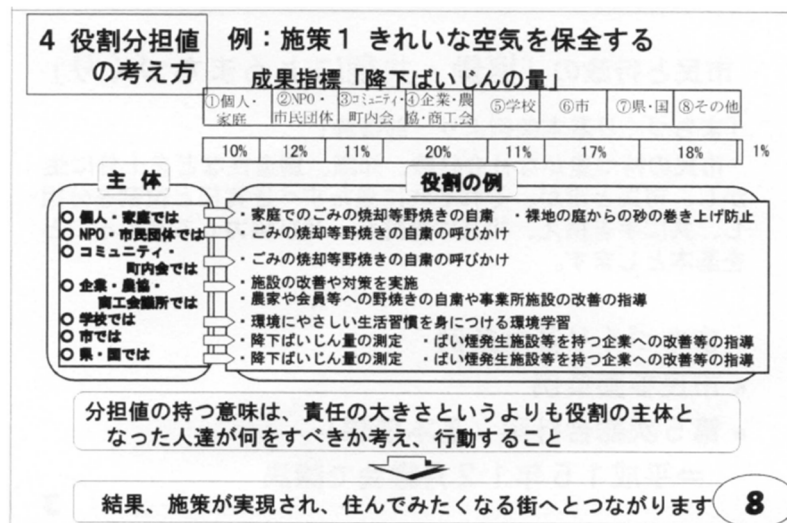 4 役割分担値
の考え方
例：施策1 きれいな空気を保全する
成果指標「降下ばいじんの量」
①個人・家庭 ②NPO・市民団体 ③コミュニティ・町内会 ④企業・農協・商工会 ⑤学校 ⑥市 ⑦県・国 ⑧その他
10% 12% 11% 20% 11% 17% 18% 1%
主体
役割の例
○ 個人・家庭では ・家庭でのごみの焼却等野焼きの自粛 ・裸地の庭からの砂の巻き上げ防止
○ NPO・市民団体では ・ごみの焼却等野焼きの自粛の呼びかけ
○ コミュニティ・
町内会では ・ごみの焼却等野焼きの自粛の呼びかけ
○ 企業・農協・ ・施設の改善や対策を実施
商工会議所では ・農家や会員等への野焼きの自粛や事業所施設の改善の指導
○ 学校では ・環境にやさしい生活習慣を身につける環境学習
○ 市では ・降下ばいじん量の測定 ・ばい煙発生施設等を持つ企業への改善等の指導
○ 県・国では ・降下ばいじん量の測定 ・ばい煙発生施設等を持つ企業への改善等の指導
分担値の持つ意味は、責任の大きさというよりも役割の主体と
なった人達が何をすべきか考え、行動すること
結果、施策が実現され、住んでみたくなる街へとつながります
8